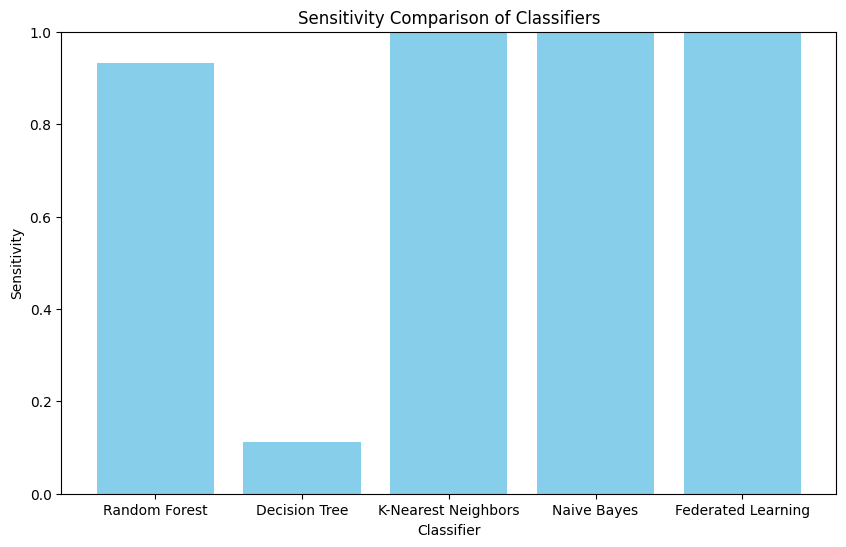 Sensitivity Comparison of Classifiers
1.0
0.8
0.6
0.4
0.2
0.0
Sensitivity
Random Forest
Decision Tree
K-Nearest Neighbors
Naive Bayes
Federated Learning
Classifier